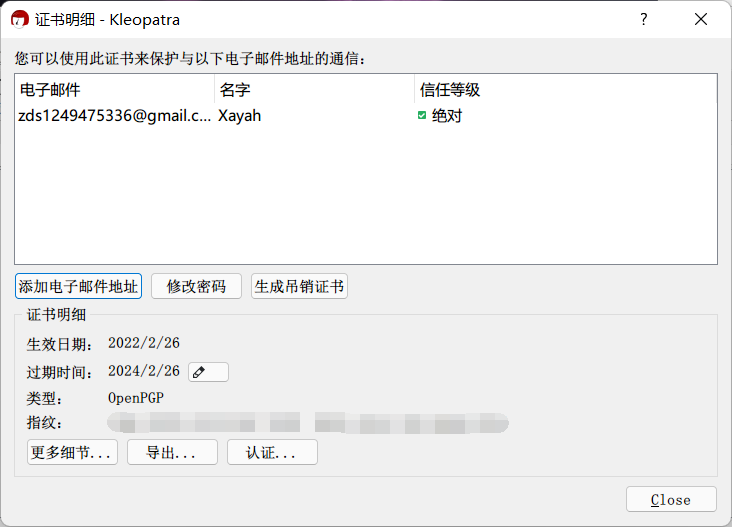 证书明细 - Kleopatra
您可以使用此证书来保护与以下电子邮件地址的通信：
电子邮件 名字 信任等级
zds1249475336@gmail.c... Xayah 绝对
添加电子邮件地址 修改密码 生成吊销证书
证书明细
生效日期： 2022/2/26
过期时间： 2024/2/26
类型： OpenPGP
指纹：
更多细节... 导出... 认证...
Close